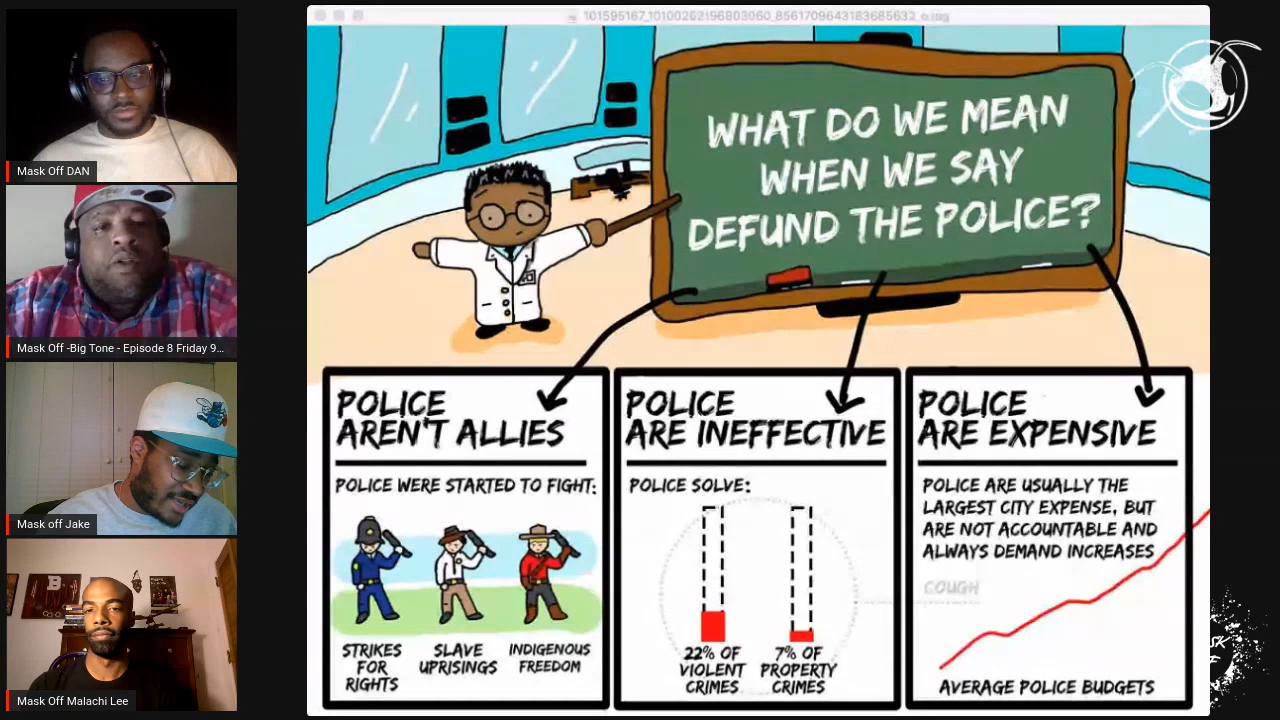 101595167_10100262196803060_8561709643183685632_o.jpg
WHAT DO WE MEAN
WHEN WE SAY
DEFUND THE POLICE?
POLICE
AREN'T ALLIES
POLICE WERE STARTED TO FIGHT:
STRIKES
FOR
RIGHTS
SLAVE
UPRISINGS
INDIGENOUS
FREEDOM
POLICE
ARE INEFFECTIVE
POLICE SOLVE:
22% OF
VIOLENT
CRIMES
7% OF
PROPERTY
CRIMES
POLICE
ARE EXPENSIVE
POLICE ARE USUALLY THE
LARGEST CITY EXPENSE, BUT
ARE NOT ACCOUNTABLE AND
ALWAYS DEMAND INCREASES
COUGH
AVERAGE POLICE BUDGETS
Mask Off DAN
Mask Off -Big Tone - Episode 8 Friday 9...
Mask off Jake
Mask Off Malachi Lee